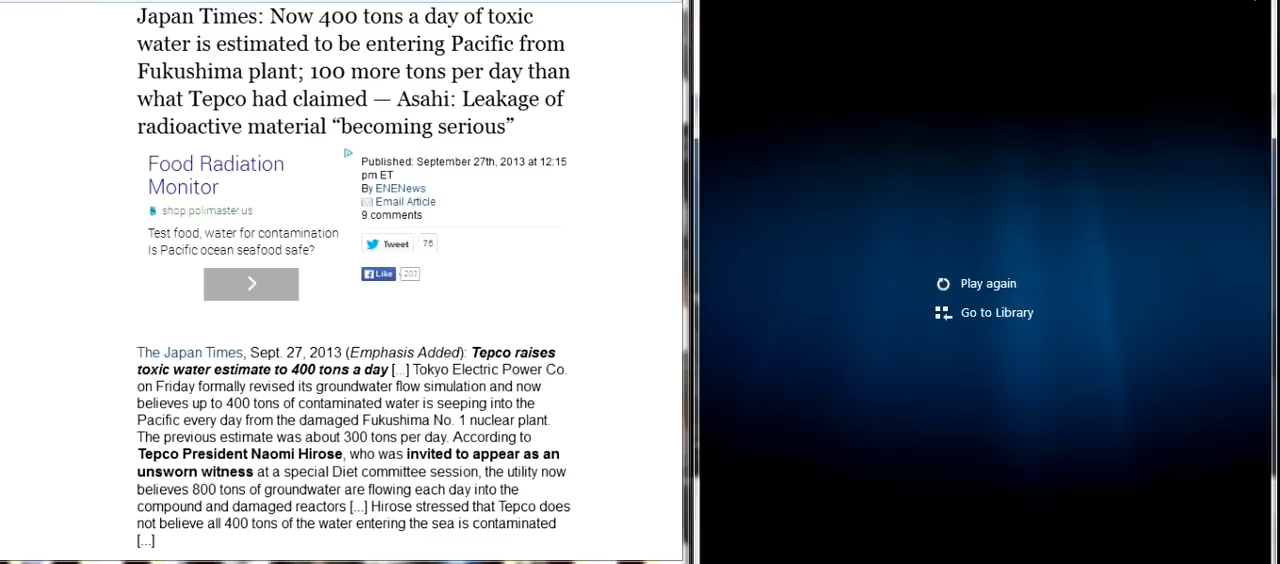 Japan Times: Now 400 tons a day of toxic
water is estimated to be entering Pacific from
Fukushima plant; 100 more tons per day than
what Tepco had claimed — Asahi: Leakage of
radioactive material “becoming serious”
Food Radiation
Monitor
shop.polimaster.us
Test food, water for contamination
Is Pacific ocean seafood safe?
Published: September 27th, 2013 at 12:15
pm ET
By ENENews
Email Article
9 comments
Tweet 75
Like 203
The Japan Times, Sept. 27, 2013 (Emphasis Added): Tepco raises
toxic water estimate to 400 tons a day [...] Tokyo Electric Power Co.
on Friday formally revised its groundwater flow simulation and now
believes up to 400 tons of contaminated water is seeping into the
Pacific every day from the damaged Fukushima No. 1 nuclear plant.
The previous estimate was about 300 tons per day. According to
Tepco President Naomi Hirose, who was invited to appear as an
unsworn witness at a special Diet committee session, the utility now
believes 800 tons of groundwater are flowing each day into the
compound and damaged reactors [...] Hirose stressed that Tepco does
not believe all 400 tons of the water entering the sea is contaminated
[...]
Play again
Go to Library